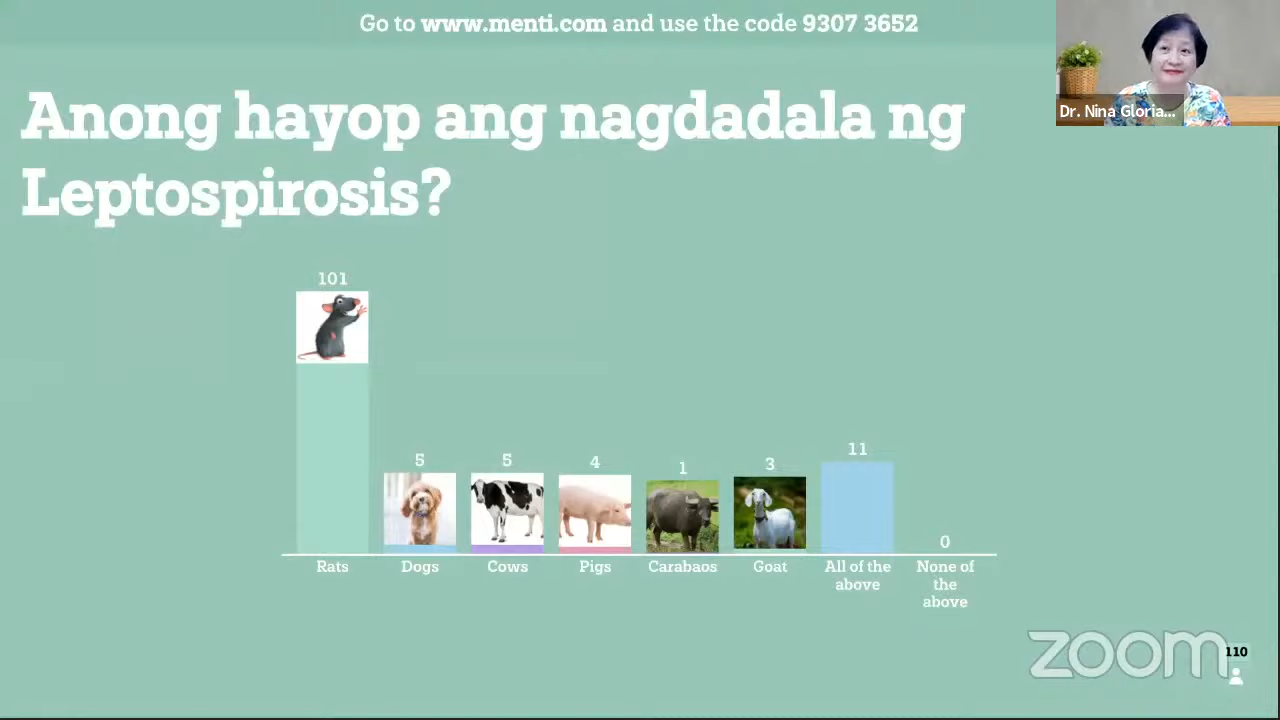 Go to www.menti.com and use the code 9307 3652
Dr. Nina Gloria...
Anong hayop ang nagdadala ng
Leptospirosis?
101
5
5
4
1
3
11
0
Rats
Dogs
Cows
Pigs
Carabaos
Goat
All of the
above
None of
the
above
zoom
110